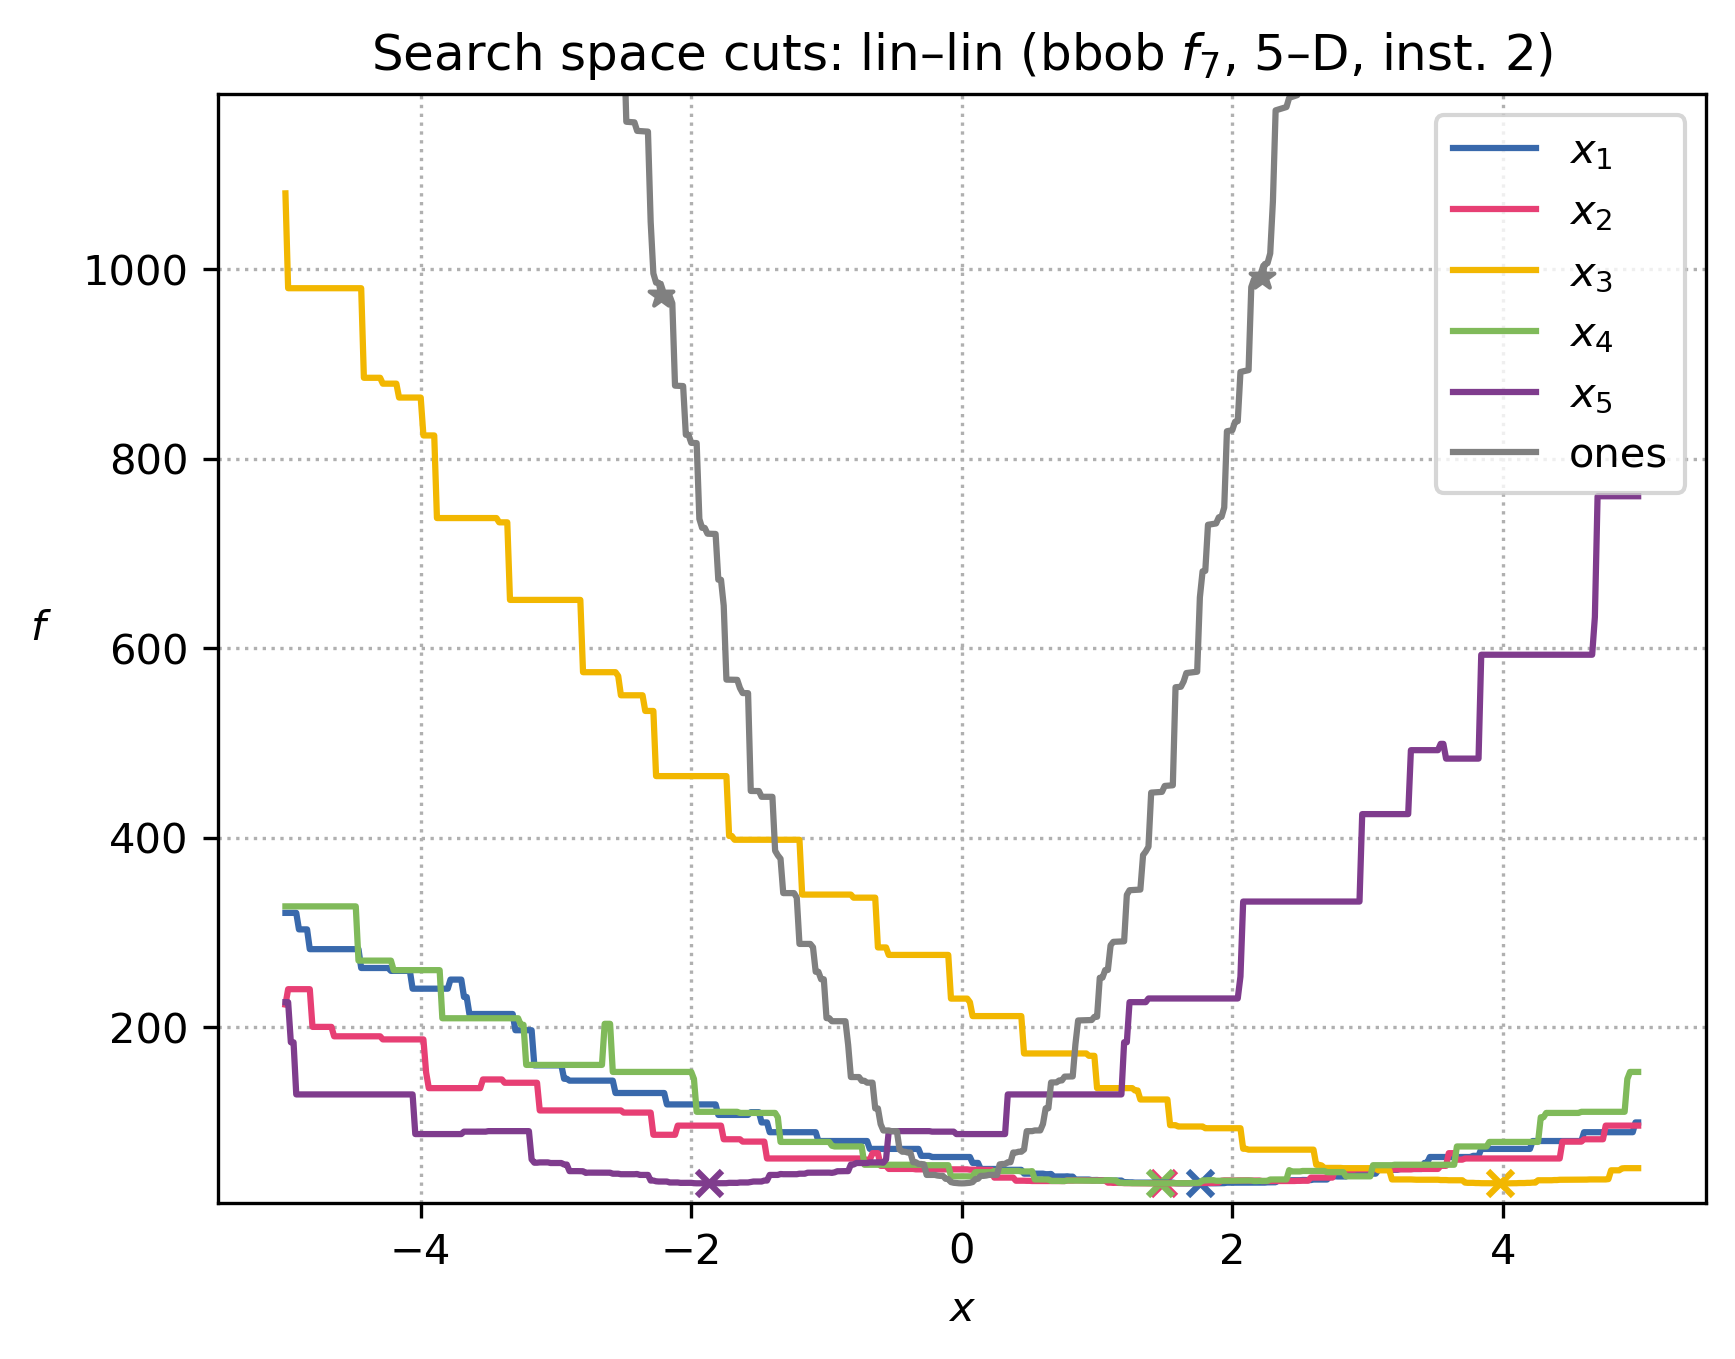 Search space cuts: lin–lin (bbob f₇, 5–D, inst. 2)
x₁
x₂
x₃
x₄
x₅
ones
1000
800
600
400
200
f
−4 −2 0 2 4
x